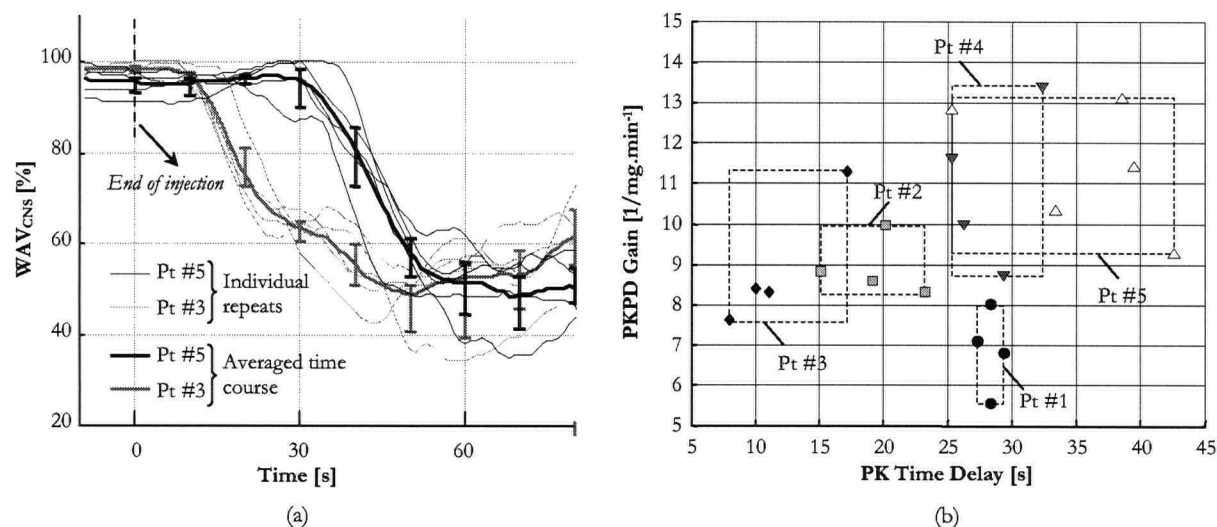 WAVCNS [%]
100
80
60
40
20
End of injection
Pt #5
Pt #3
Individual
repeats
Pt #5
Pt #3
Averaged time
course
0
30
60
Time [s]
(a)
PKPD Gain [1/mg.min-1]
15
14
13
12
11
10
9
8
7
6
5
Pt #4
Pt #2
Pt #5
Pt #3
Pt #1
5
10
15
20
25
30
35
40
45
PK Time Delay [s]
(b)